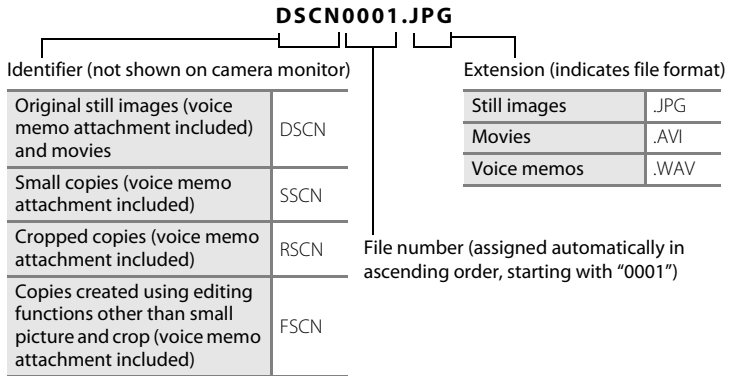 DSCN0001.JPG
Identifier (not shown on camera monitor)
Original still images (voice
memo attachment included)
and movies
DSCN
Small copies (voice memo
attachment included)
SSCN
Cropped copies (voice memo
attachment included)
RSCN
Copies created using editing
functions other than small
picture and crop (voice memo
attachment included)
FSCN
Extension (indicates file format)
Still images .JPG
Movies .AVI
Voice memos .WAV
File number (assigned automatically in
ascending order, starting with “0001”)